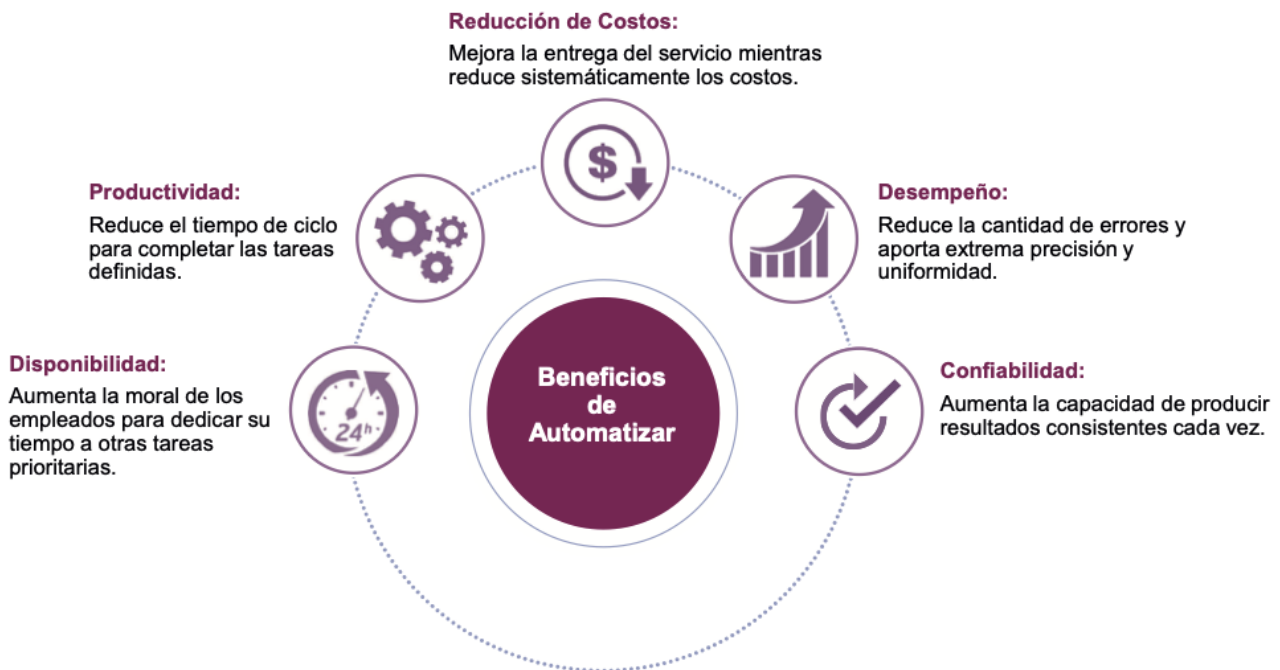 Reducción de Costos:
Mejora la entrega del servicio mientras
reduce sistemáticamente los costos.
$
Productividad:
Reduce el tiempo de ciclo
para completar las tareas
definidas.
Desempeño:
Reduce la cantidad de errores y
aporta extrema precisión y
uniformidad.
Disponibilidad:
Aumenta la moral de los
empleados para dedicar su
tiempo a otras tareas
prioritarias.
24h
Beneficios
de
Automatizar
Confiabilidad:
Aumenta la capacidad de producir
resultados consistentes cada vez.